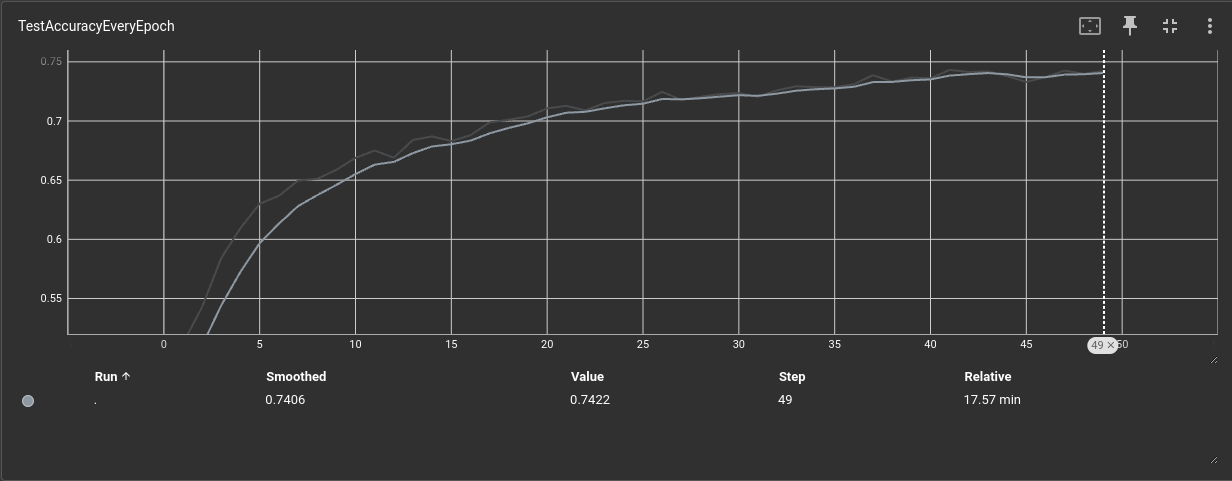 TestAccuracyEveryEpoch
0.75
0.7
0.65
0.6
0.55
0 5 10 15 20 25 30 35 40 45 49 × 50
Run ↑ Smoothed Value Step Relative
. 0.7406 0.7422 49 17.57 min